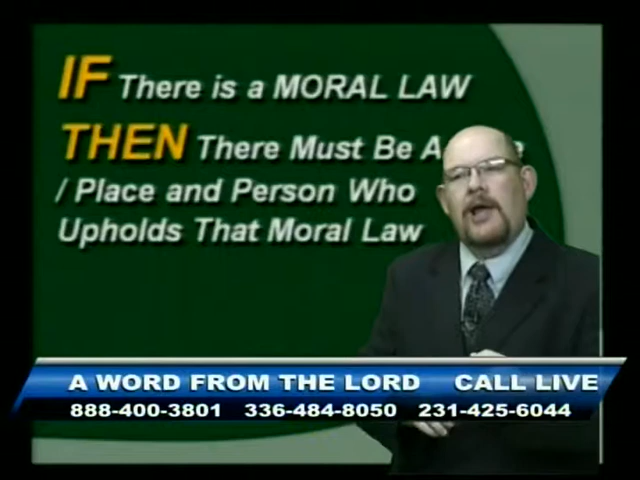 IF There is a MORAL LAW
THEN There Must Be A
/ Place and Person Who
Upholds That Moral Law
A WORD FROM THE LORD CALL LIVE
888-400-3801 336-484-8050 231-425-6044